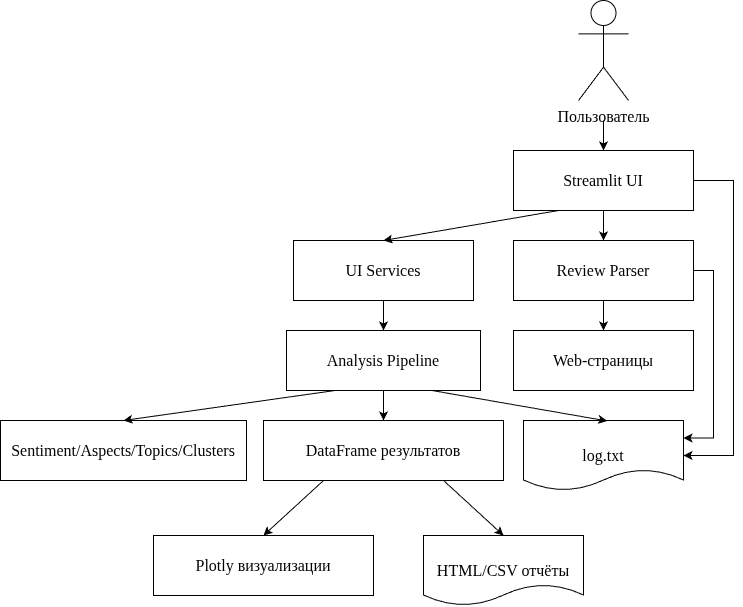 Пользователь
Streamlit UI
UI Services
Review Parser
Analysis Pipeline
Web-страницы
Sentiment/Aspects/Topics/Clusters
DataFrame результатов
log.txt
Plotly визуализации
HTML/CSV отчёты